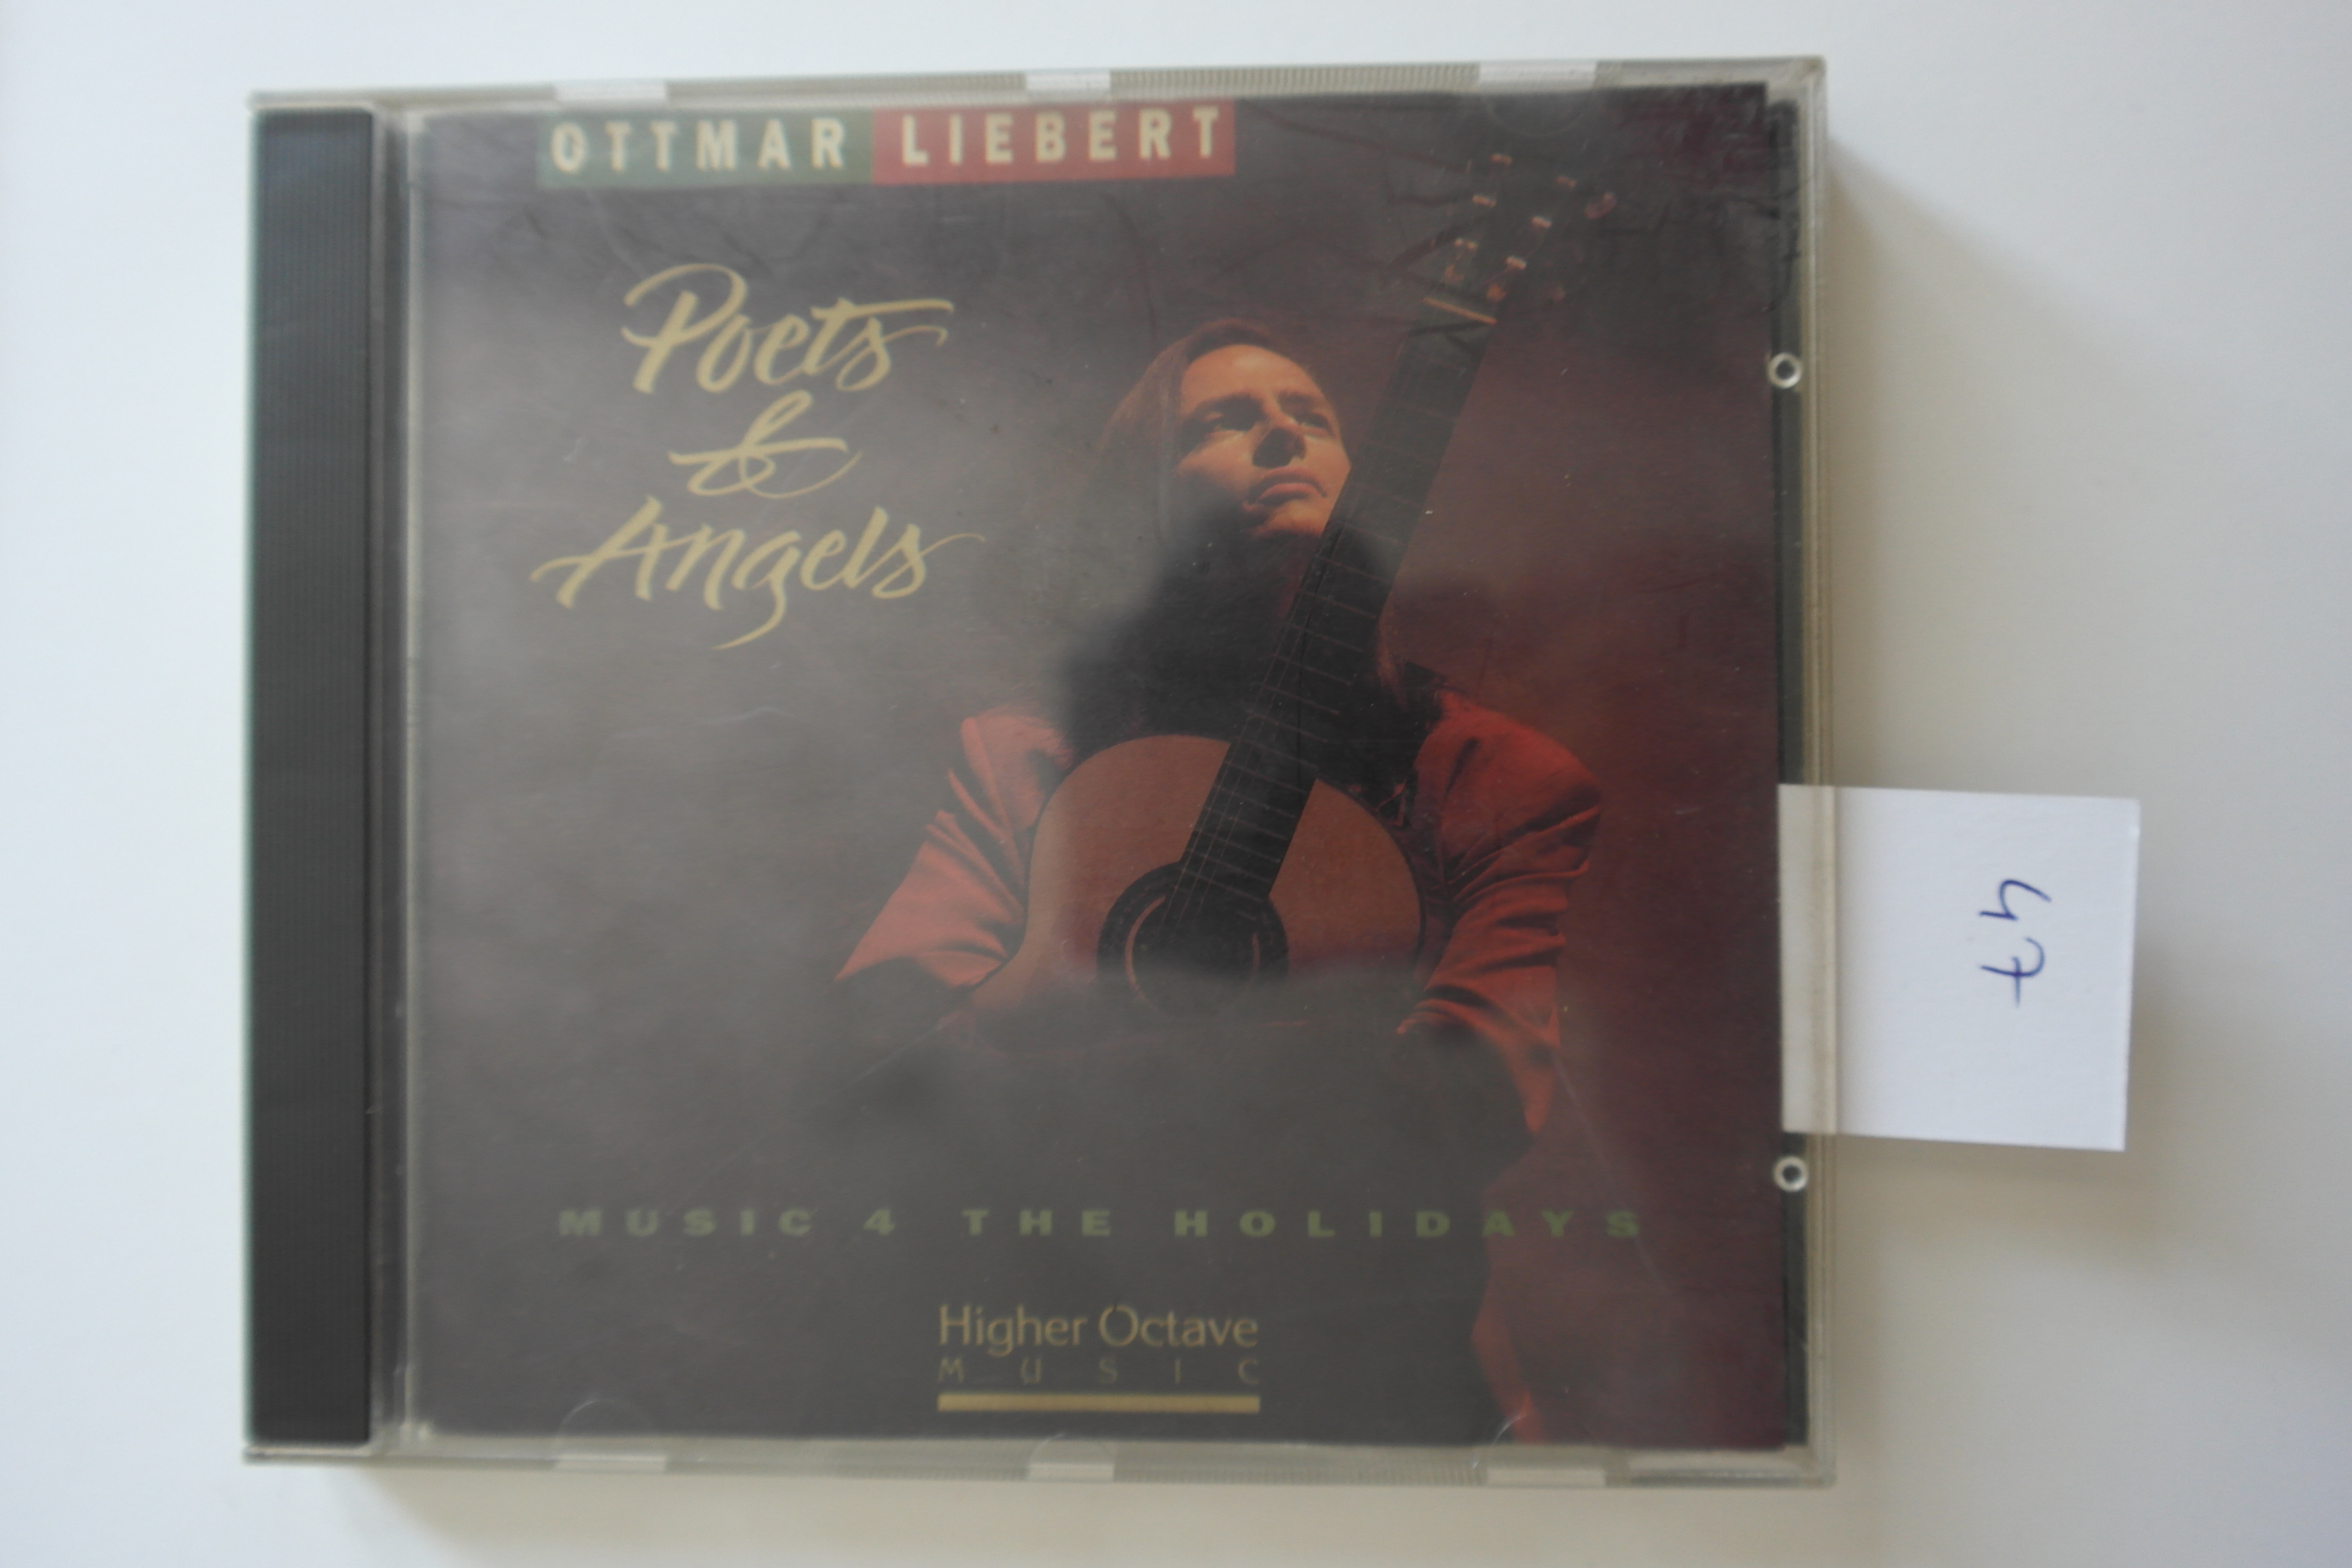 OTTMAR LIEBERT
Poets
&
Angels
MUSIC 4 THE HOLIDAYS
Higher Octave
MUSIC
47